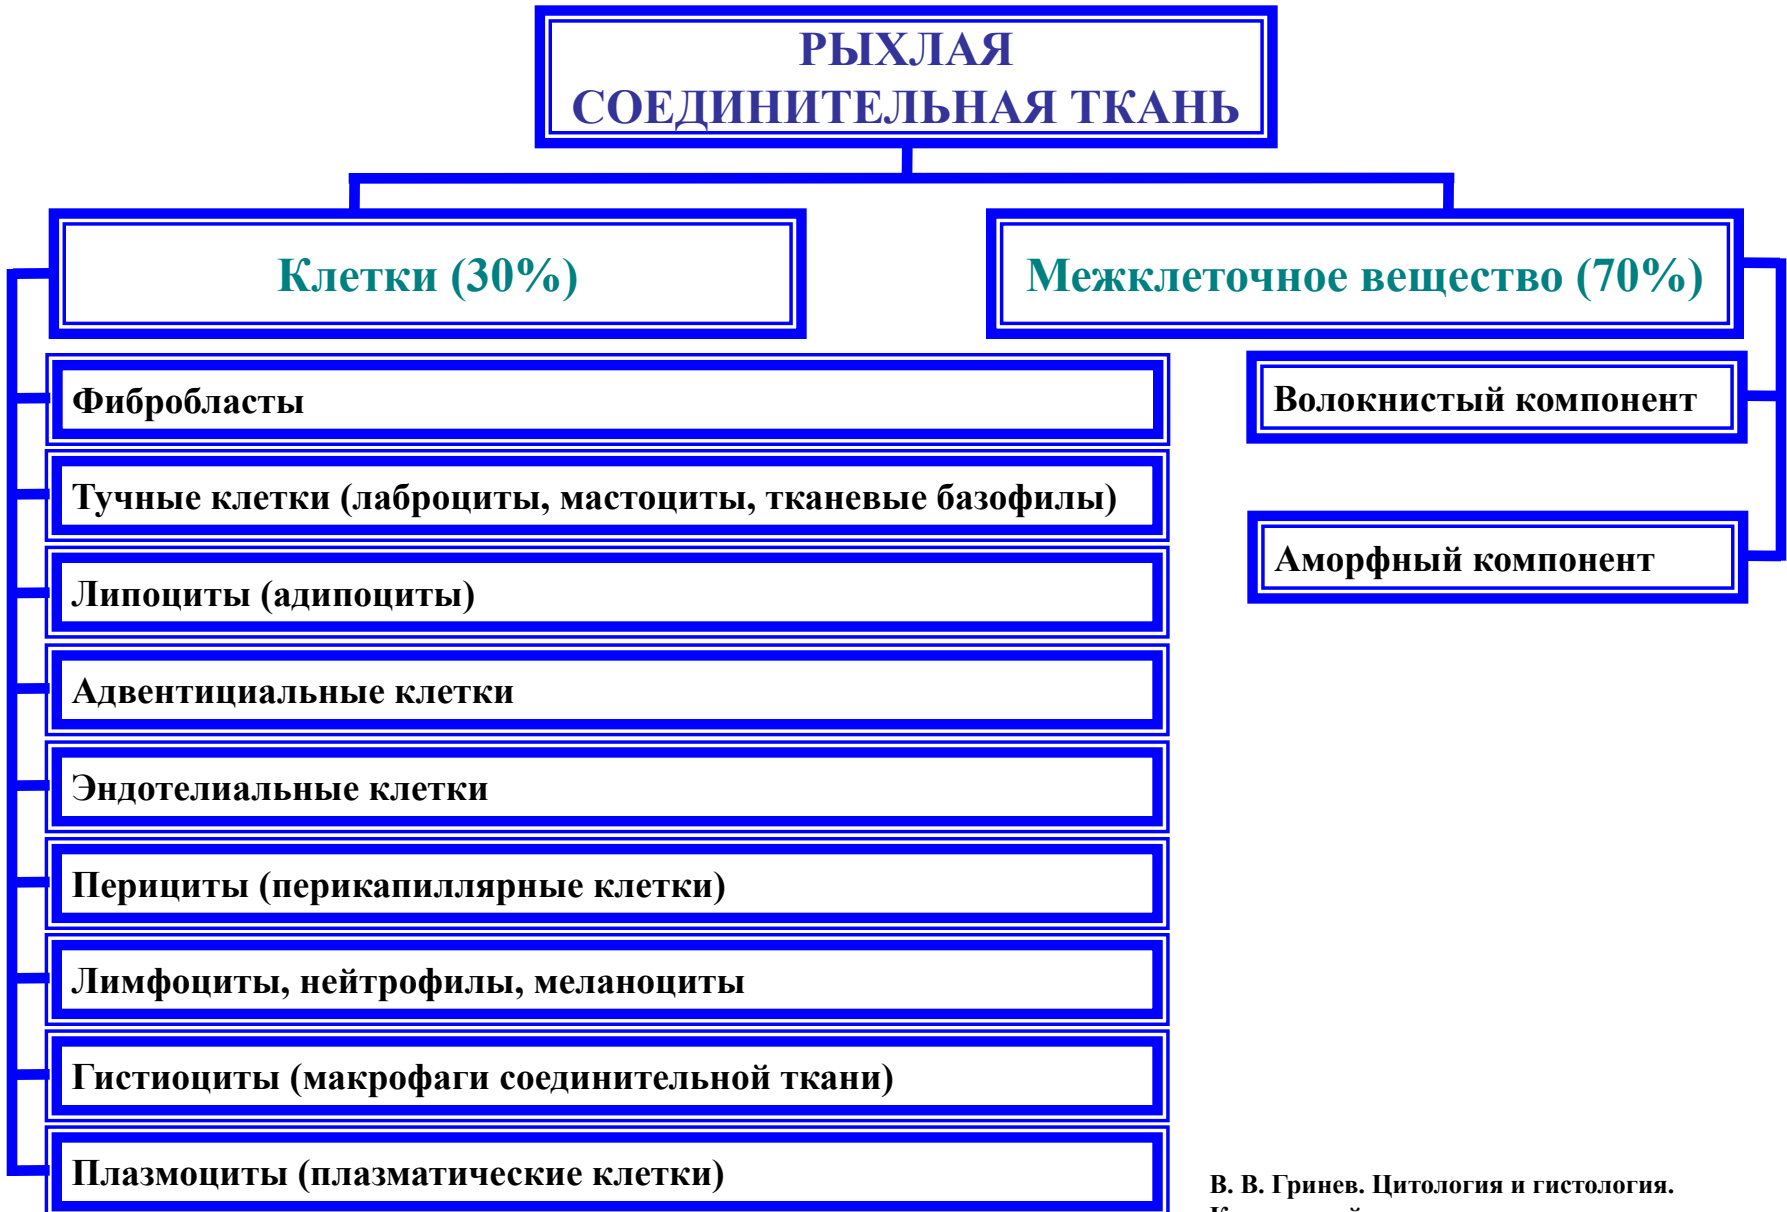 РЫХЛАЯ
СОЕДИНИТЕЛЬНАЯ ТКАНЬ
Клетки (30%)
Межклеточное вещество (70%)
Фибробласты
Тучные клетки (лаброциты, мастоциты, тканевые базофилы)
Липоциты (адипоциты)
Адвентициальные клетки
Эндотелиальные клетки
Перициты (перикапиллярные клетки)
Лимфоциты, нейтрофилы, меланоциты
Гистиоциты (макрофаги соединительной ткани)
Плазмоциты (плазматические клетки)
Волокнистый компонент
Аморфный компонент
В. В. Гринев. Цитология и гистология.